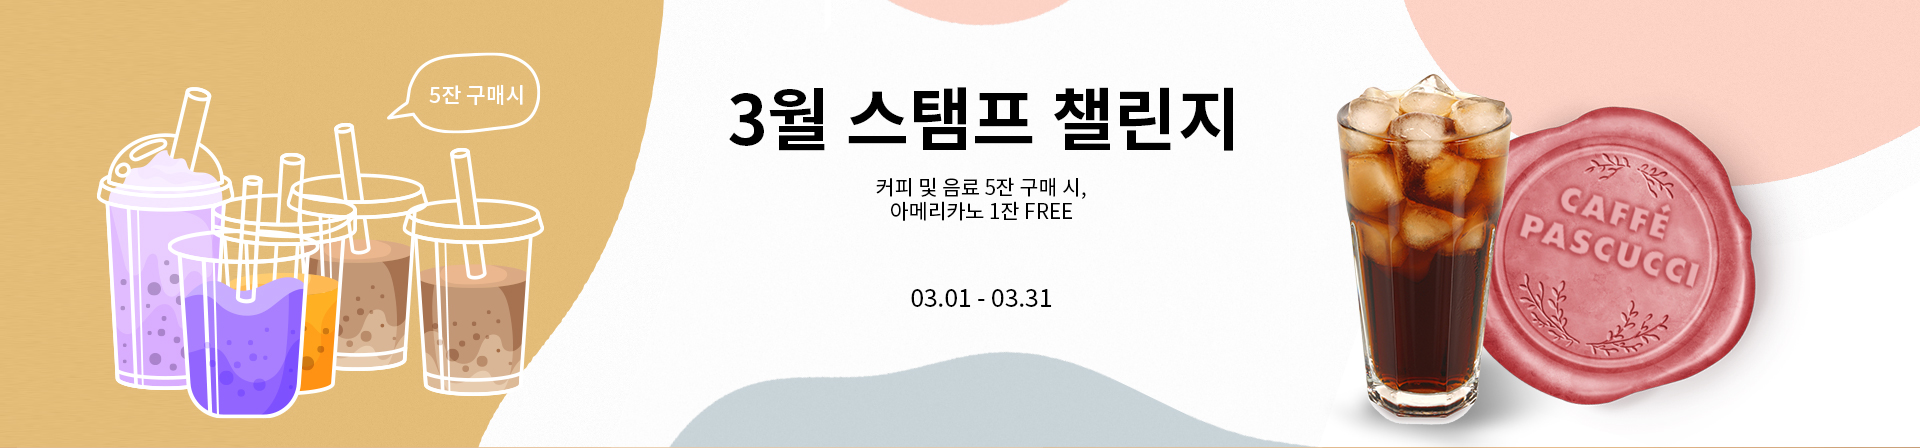 5잔 구매시
3월 스탬프 챌린지
커피 및 음료 5잔 구매 시,
아메리카노 1잔 FREE
03.01 - 03.31
CAFFÉ
PASCUCCI